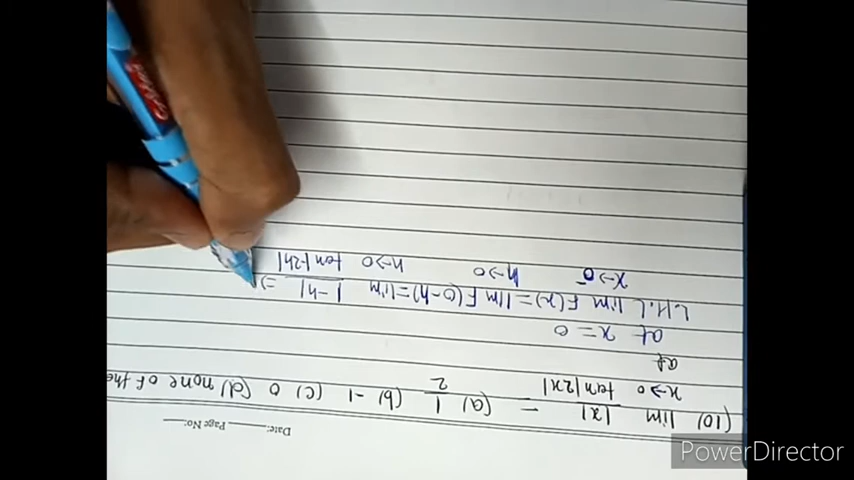 Date: Page No:
(10) lim |x| = (a) 1/2 (b) -1 (c) 0 (d) none of the
x→0 tan|2x|
at
at x = 0
L.H.L lim F(x) = lim F(0-h) = lim |-h| ⇒
x→0⁻ h→0 h→0 tan|-2h|
PowerDirector